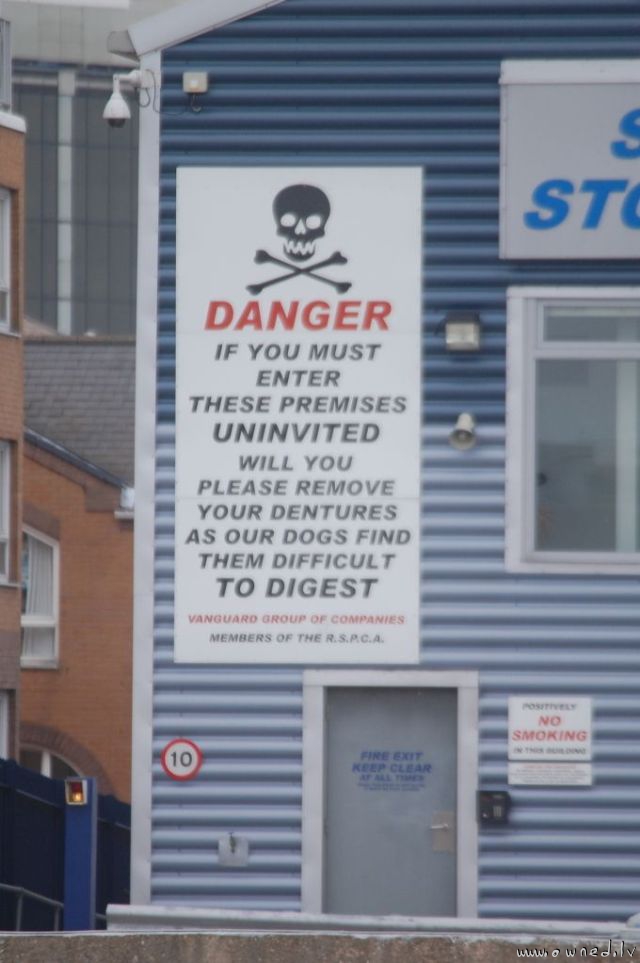 S
STO
DANGER
IF YOU MUST
ENTER
THESE PREMISES
UNINVITED
WILL YOU
PLEASE REMOVE
YOUR DENTURES
AS OUR DOGS FIND
THEM DIFFICULT
TO DIGEST
VANGUARD GROUP OF COMPANIES
MEMBERS OF THE R.S.P.C.A.
10
FIRE EXIT
KEEP CLEAR
AT ALL TIMES
POSITIVELY
NO
SMOKING
IN THIS BUILDING
www.owned.lv